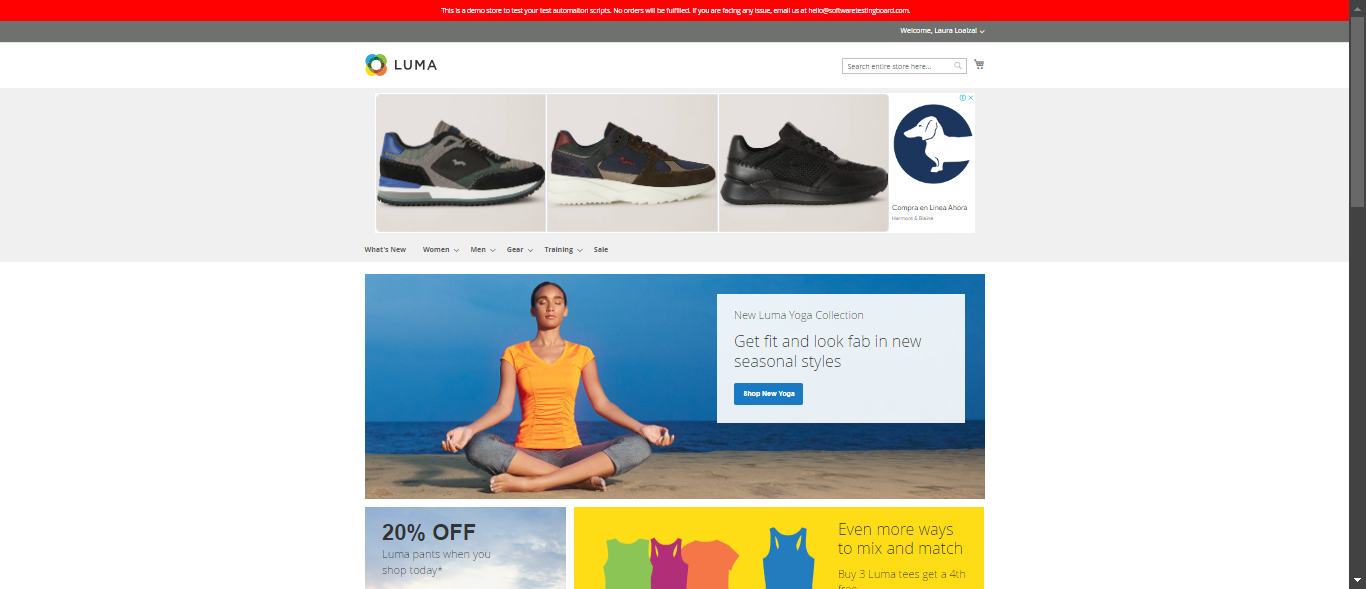 This is a demo store to test your test automaiton scripts. No orders will be fulfilled. If you are facing any issue, email us at hello@softwaretestingboard.com.
Welcome, Laura Loaiza!
LUMA
Search entire store here...
Compra en Línea Ahora
Harmont & Blaine
What's New Women Men Gear Training Sale
New Luma Yoga Collection
Get fit and look fab in new
seasonal styles
Shop New Yoga
20% OFF
Luma pants when you
shop today*
Even more ways
to mix and match
Buy 3 Luma tees get a 4th
free